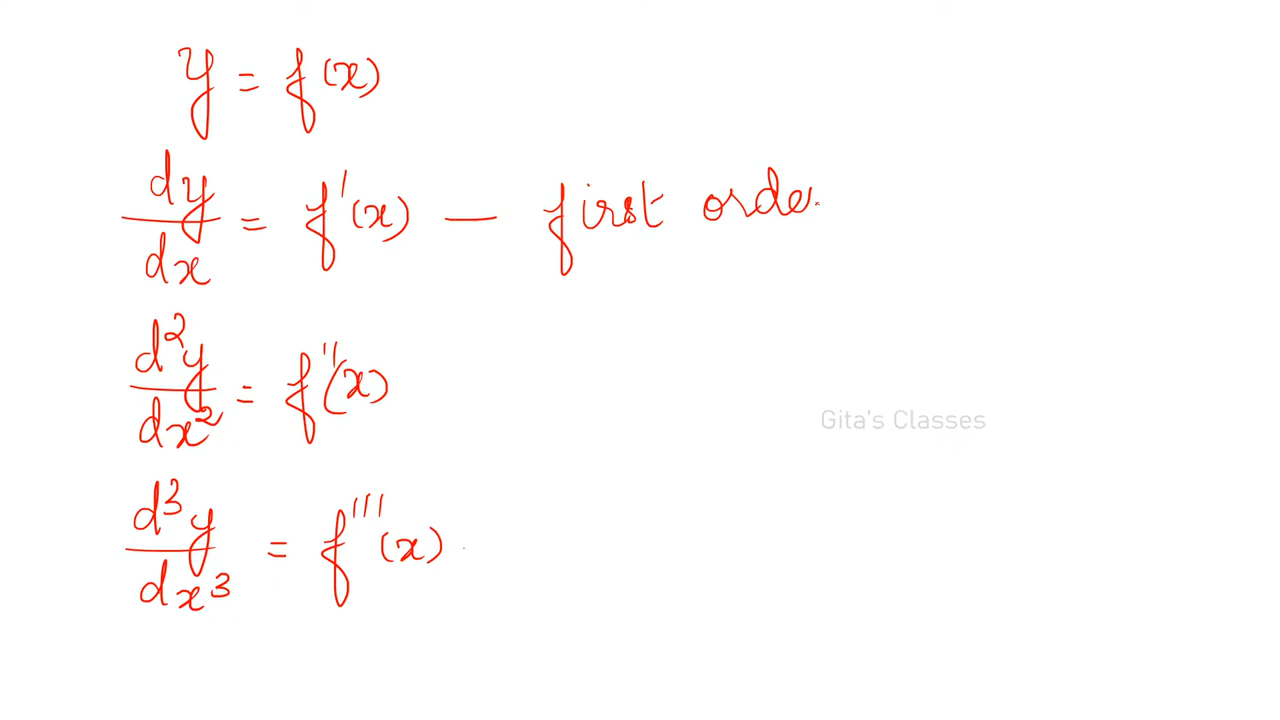 y = f(x)
dy/dx = f'(x) — first orde
d²y/dx² = f''(x)
Gita's Classes
d³y/dx³ = f'''(x)